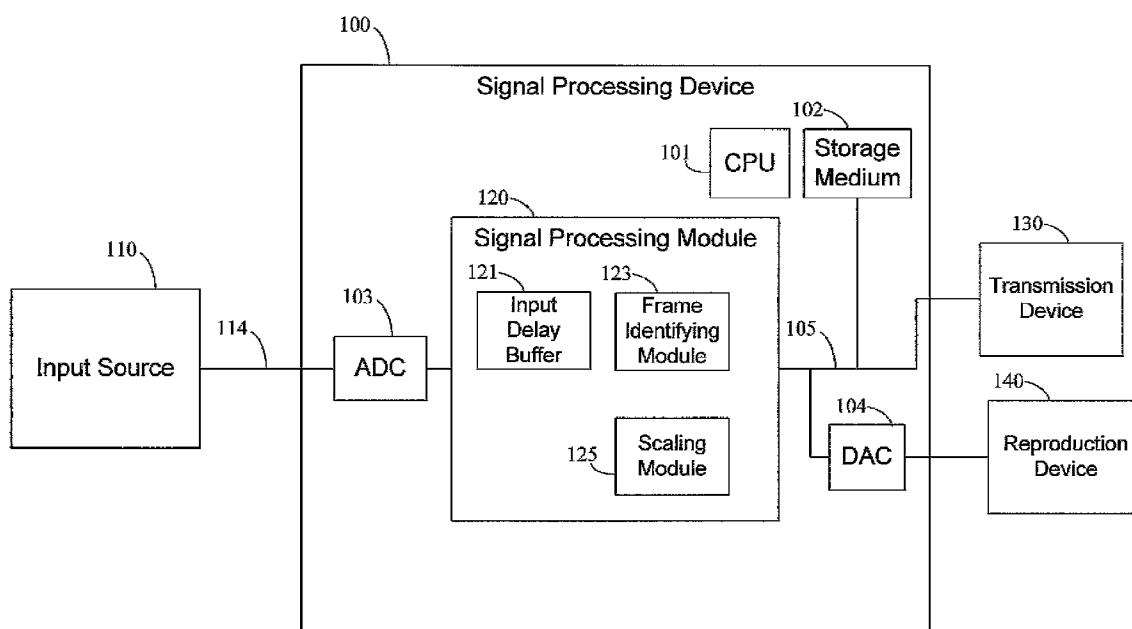 100
Signal Processing Device
102
101
CPU
Storage
Medium
120
Signal Processing Module
110
130
121
123
Transmission
Device
103
Input
Delay
Buffer
Frame
Identifying
Module
105
114
Input Source
ADC
140
104
125
Scaling
Module
DAC
Reproduction
Device